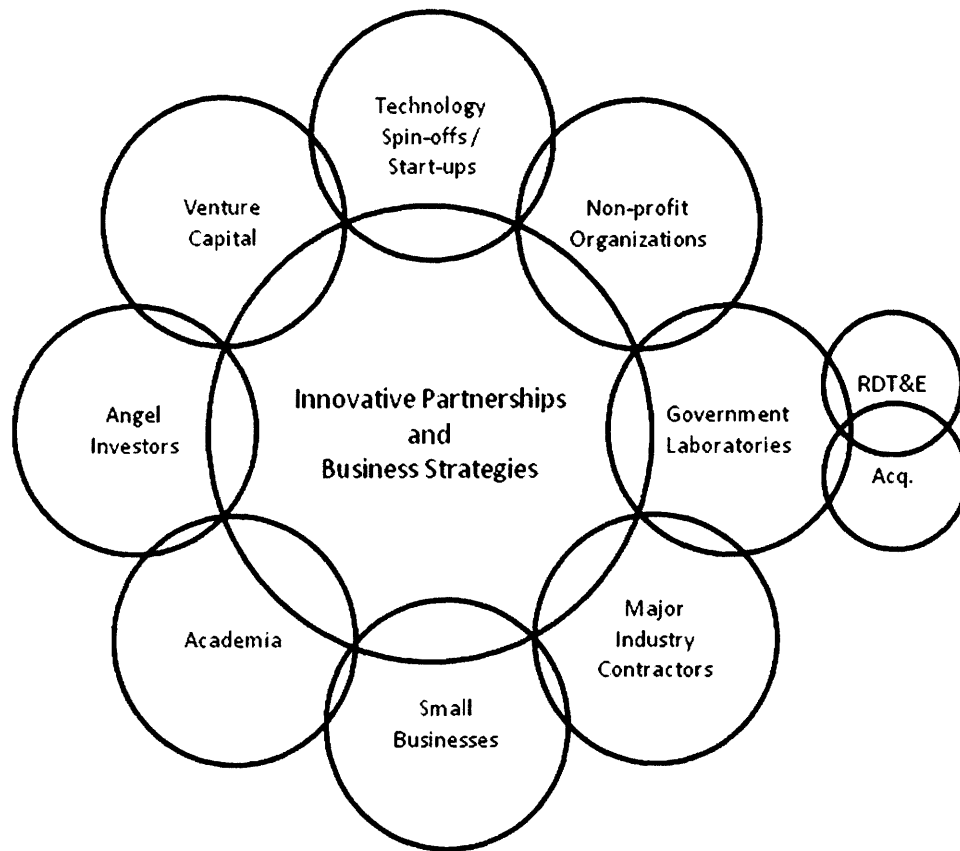 Technology
Spin-offs /
Start-ups
Venture
Capital
Non-profit
Organizations
Angel
Investors
Innovative Partnerships
and
Business Strategies
Government
Laboratories
RDT&E
Acq.
Academia
Major
Industry
Contractors
Small
Businesses